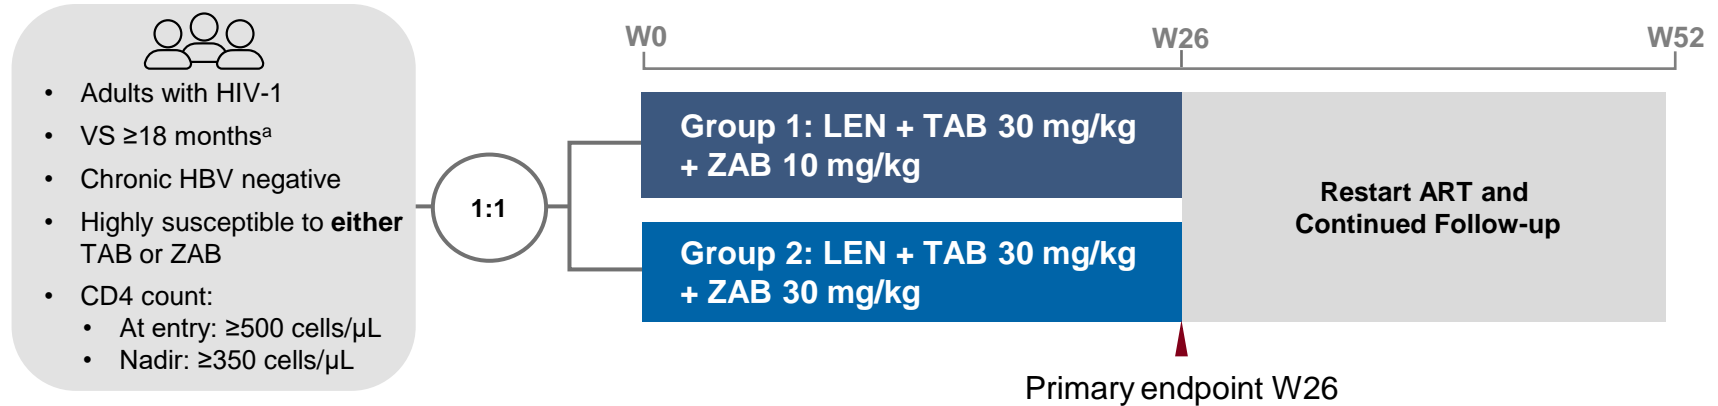 • Adults with HIV-1
• VS ≥18 monthsᵃ
• Chronic HBV negative
• Highly susceptible to either
TAB or ZAB
• CD4 count:
• At entry: ≥500 cells/μL
• Nadir: ≥350 cells/μL
1:1
W0
W26
W52
Group 1: LEN + TAB 30 mg/kg
+ ZAB 10 mg/kg
Group 2: LEN + TAB 30 mg/kg
+ ZAB 30 mg/kg
Restart ART and
Continued Follow-up
Primary endpoint W26